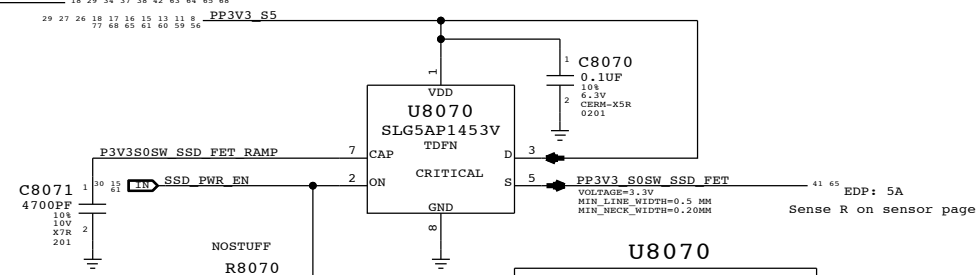 18 29 34 37 38 42 63 64 65 68
29 27 26 18 17 16 15 13 11 8
77 68 65 61 60 59 56
PP3V3_S5
1
VDD
U8070
SLG5AP1453V
TDFN
CRITICAL
7 CAP
2 ON
D 3
S 5
GND
8
1
C8070
0.1UF
10%
6.3V
2
CERM-X5R
0201
P3V3S0SW_SSD_FET_RAMP
30 15
61
IN
SSD_PWR_EN
C8071
1
4700PF
10%
10V
X7R
201
2
NOSTUFF
R8070
PP3V3_S0SW_SSD_FET
VOLTAGE=3.3V
MIN_LINE_WIDTH=0.5 MM
MIN_NECK_WIDTH=0.20MM
41 65
EDP: 5A
Sense R on sensor page
U8070